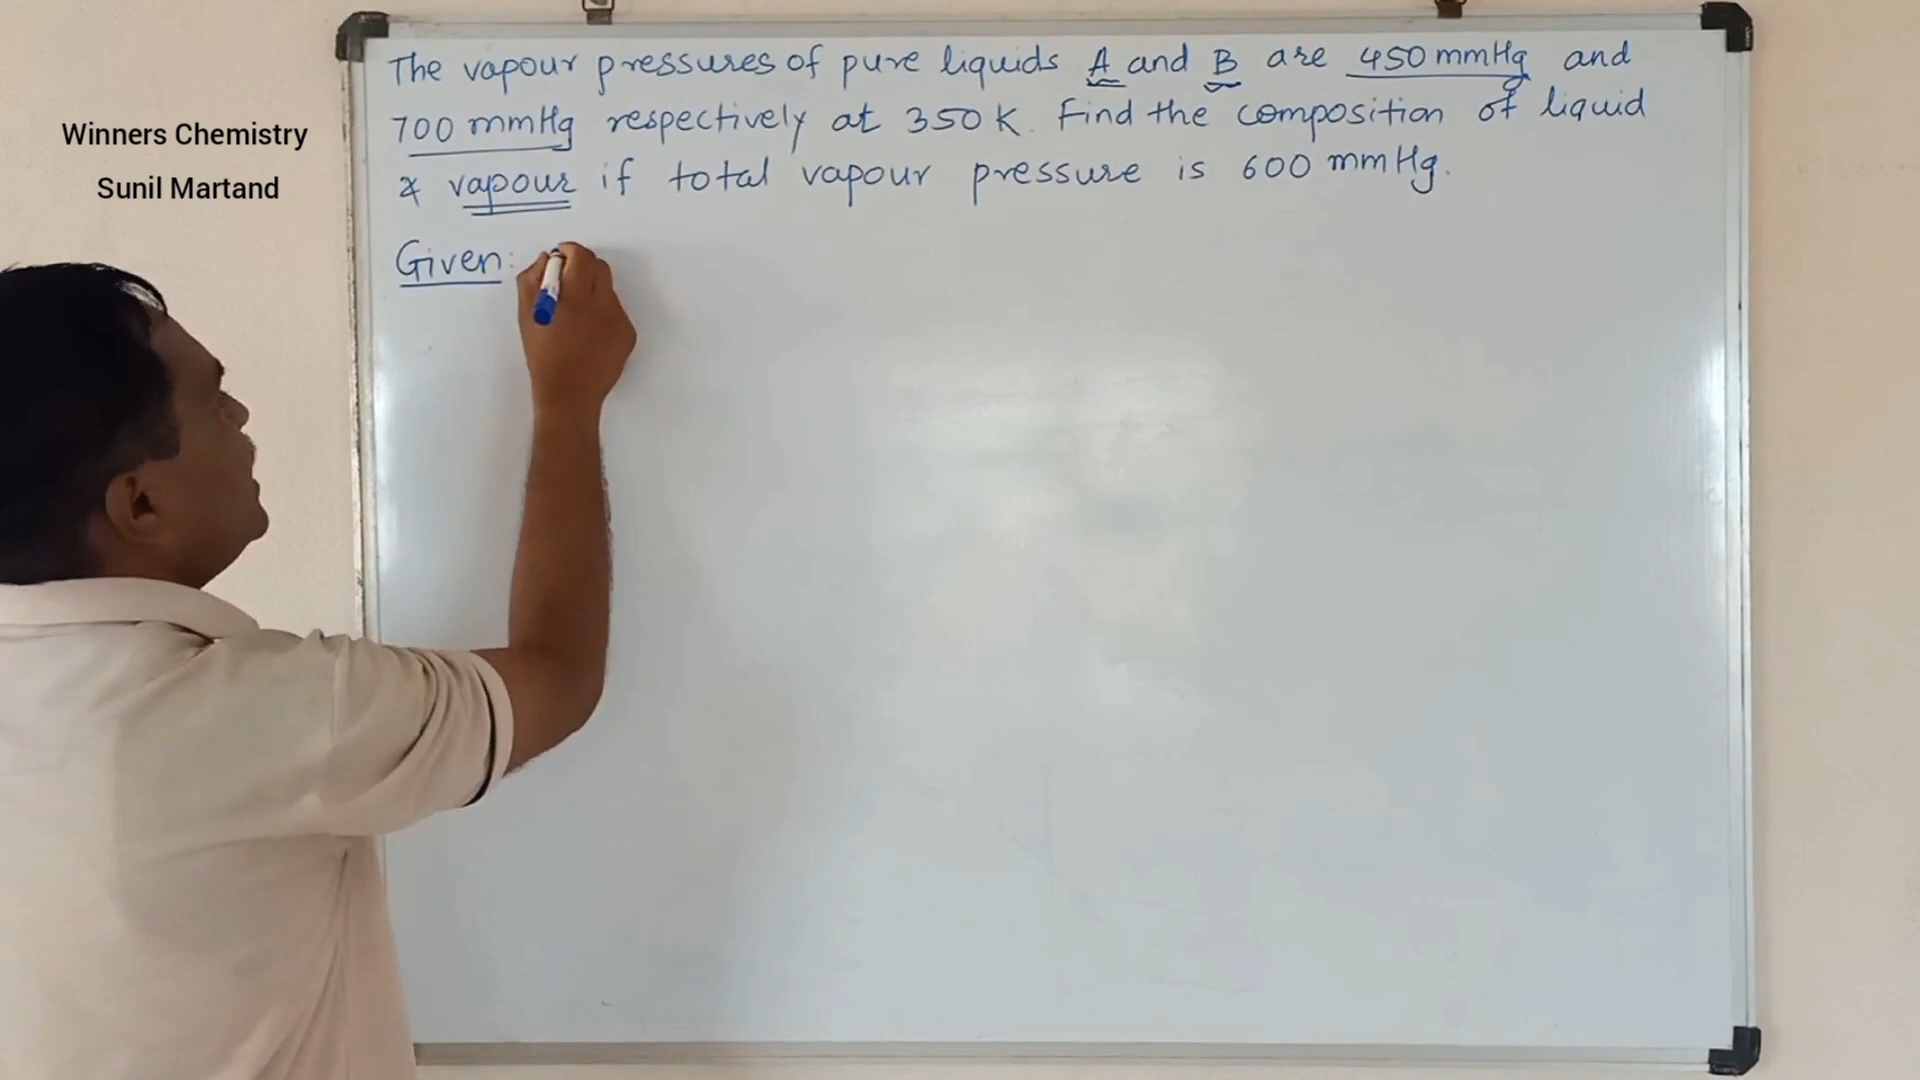 Winners Chemistry
Sunil Martand
The vapour pressures of pure liquids A and B are 450 mmHg and
700 mmHg respectively at 350 K. Find the composition of liquid
& vapour if total vapour pressure is 600 mmHg.
Given: